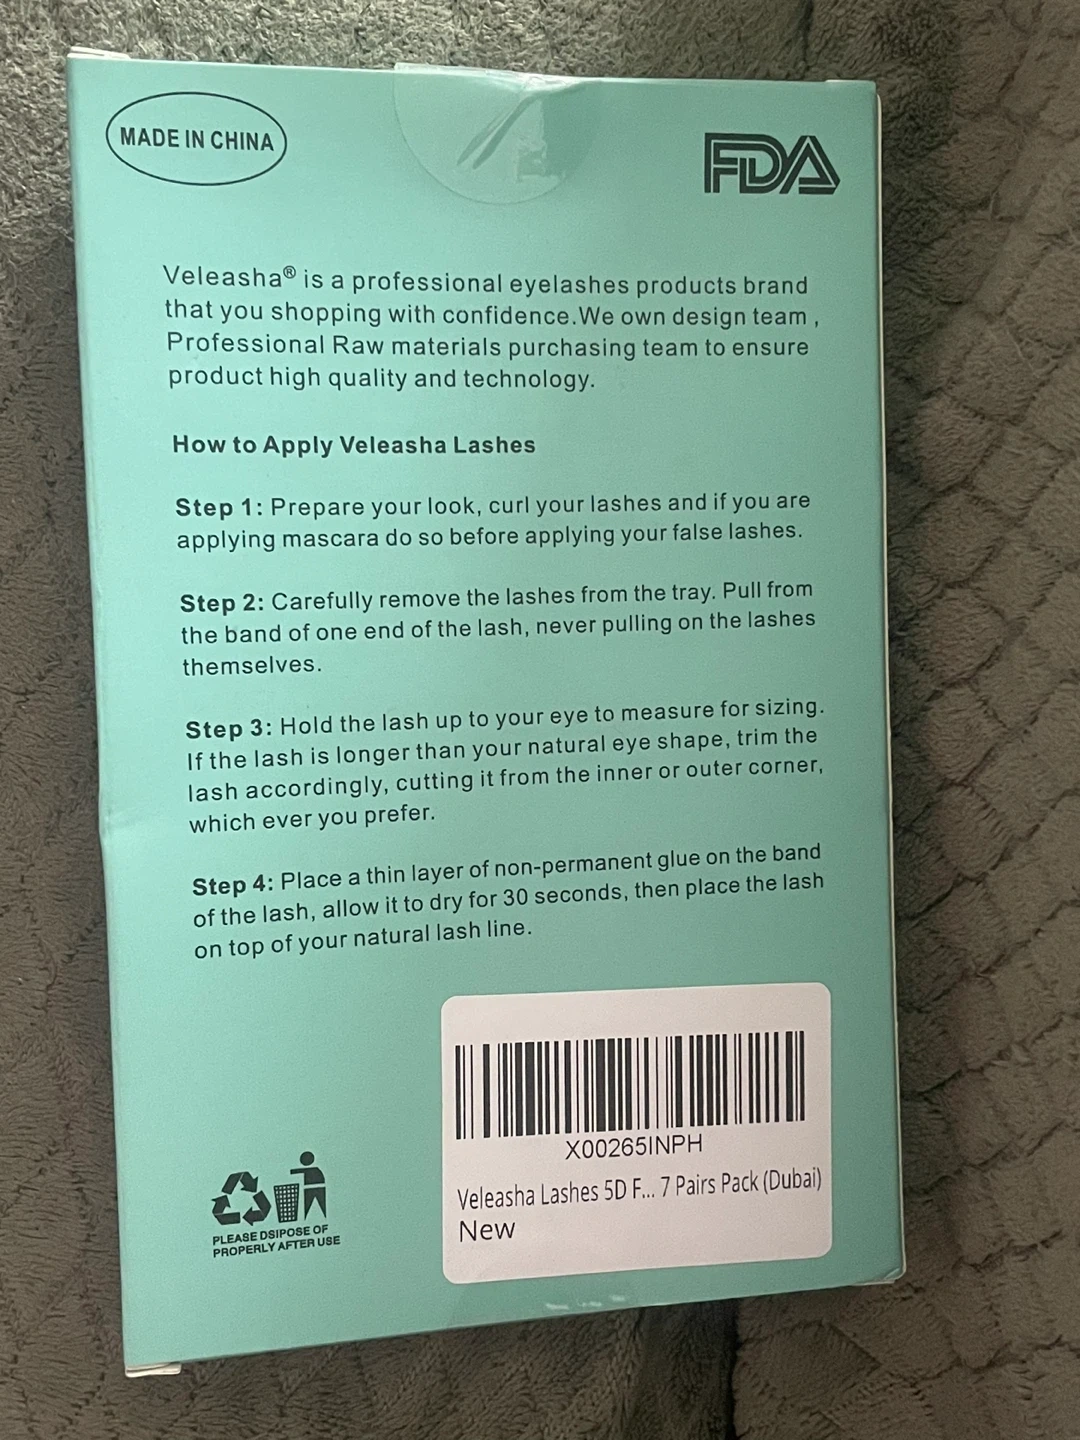 MADE IN CHINA
FDA
Veleasha® is a professional eyelashes products brand
that you shopping with confidence.We own design team ,
Professional Raw materials purchasing team to ensure
product high quality and technology.
How to Apply Veleasha Lashes
Step 1: Prepare your look, curl your lashes and if you are
applying mascara do so before applying your false lashes.
Step 2: Carefully remove the lashes from the tray. Pull from
the band of one end of the lash, never pulling on the lashes
themselves.
Step 3: Hold the lash up to your eye to measure for sizing.
If the lash is longer than your natural eye shape, trim the
lash accordingly, cutting it from the inner or outer corner,
which ever you prefer.
Step 4: Place a thin layer of non-permanent glue on the band
of the lash, allow it to dry for 30 seconds, then place the lash
on top of your natural lash line.
X00265INPH
Veleasha Lashes 5D F... 7 Pairs Pack (Dubai)
New
PLEASE DSIPOSE OF
PROPERLY AFTER USE